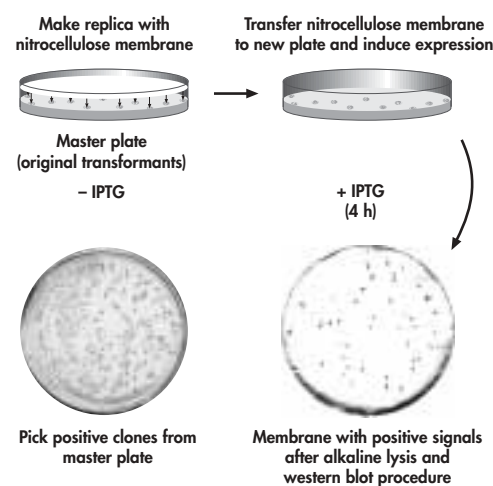 Make replica with
nitrocellulose membrane
Transfer nitrocellulose membrane
to new plate and induce expression
Master plate
(original transformants)
– IPTG
+ IPTG
(4 h)
Pick positive clones from
master plate
Membrane with positive signals
after alkaline lysis and
western blot procedure